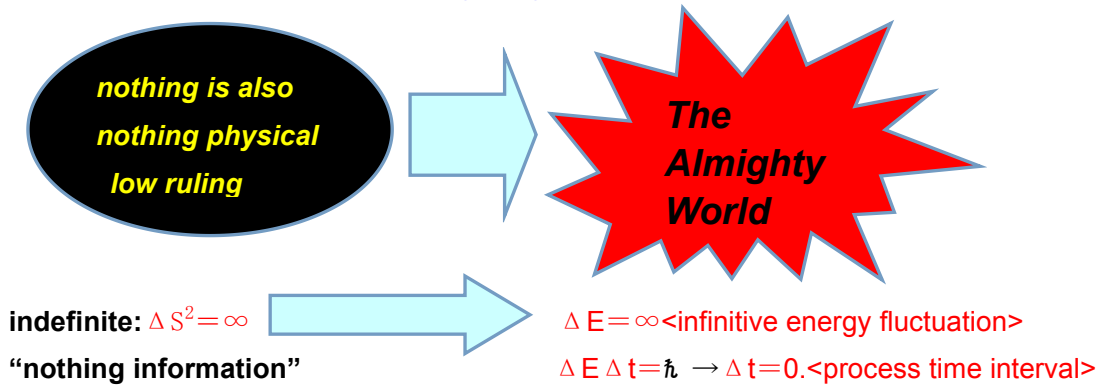 nothing is also
nothing physical
low ruling
The
Almighty
World
indefinite: ΔS²=∞
ΔE=∞<infinitive energy fluctuation>
“nothing information”
ΔEΔt=ℏ →Δt=0.<process time interval>